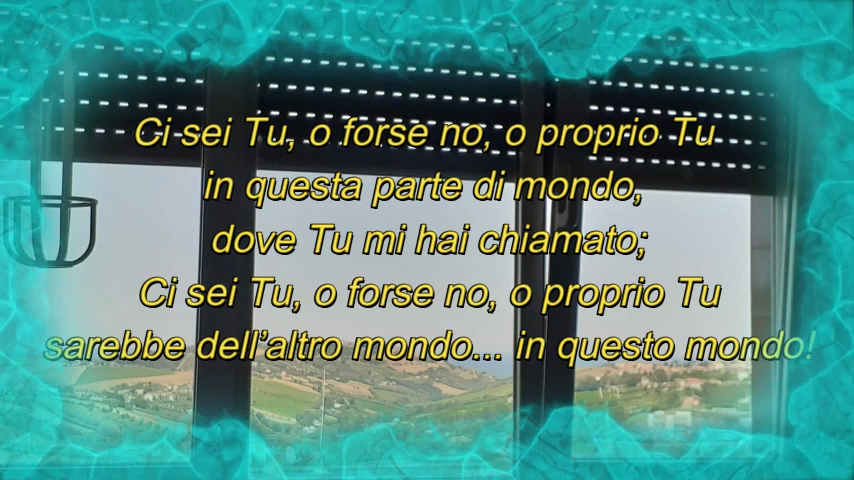 Ci sei Tu, o forse no, o proprio Tu
in questa parte di mondo,
dove Tu mi hai chiamato;
Ci sei Tu, o forse no, o proprio Tu
sarebbe dell'altro mondo... in questo mondo!